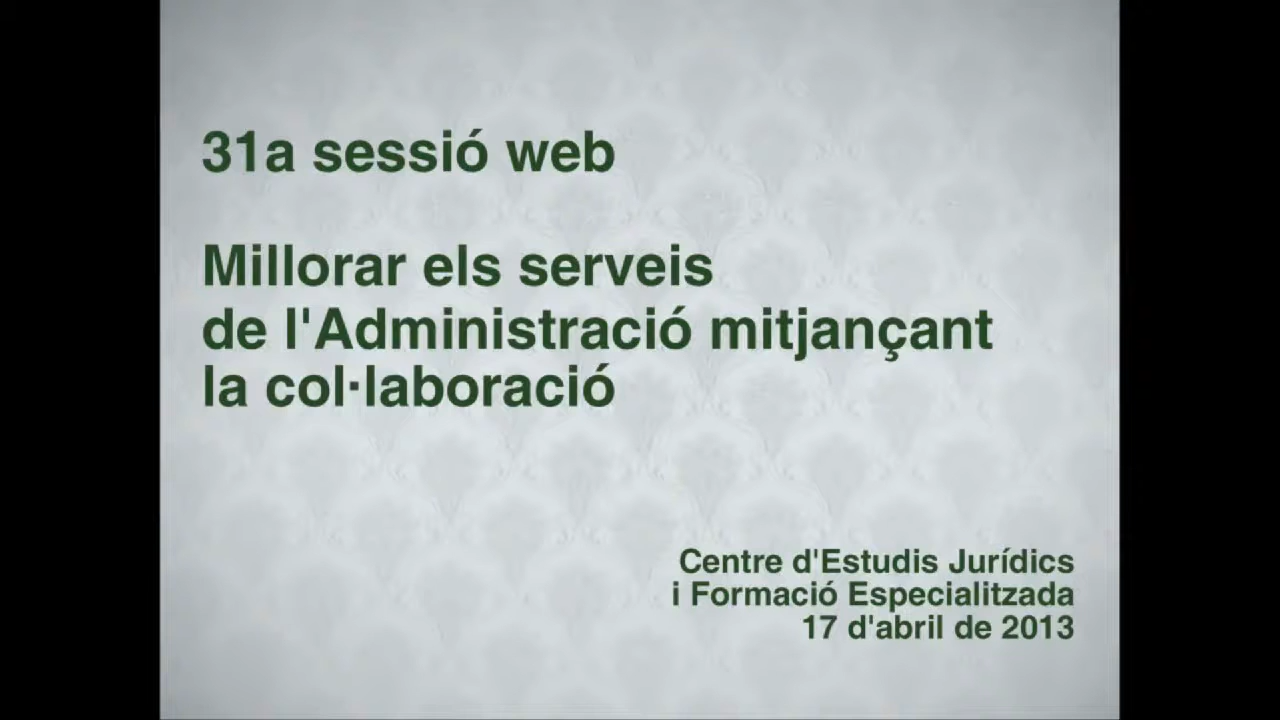 31a sessió web
Millorar els serveis
de l'Administració mitjançant
la col·laboració
Centre d'Estudis Jurídics
i Formació Especialitzada
17 d'abril de 2013